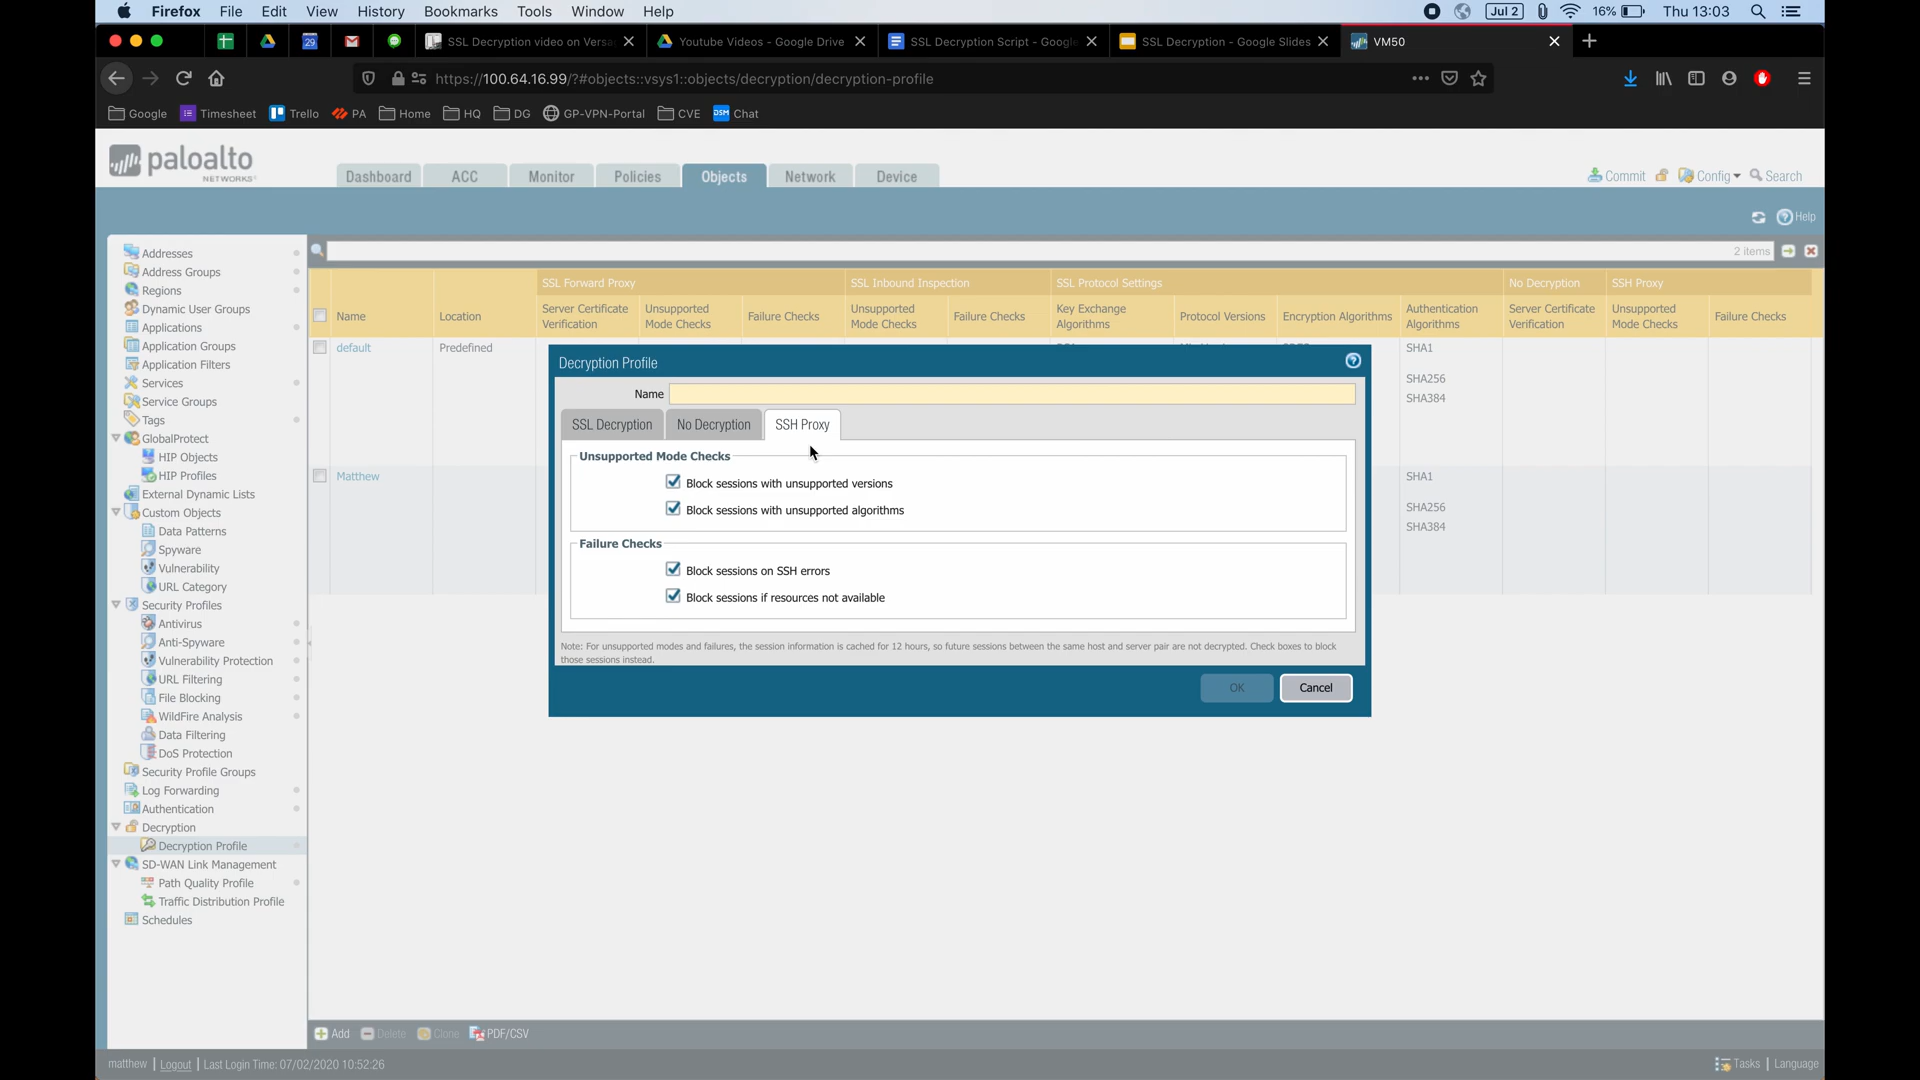 Firefox File Edit View History Bookmarks Tools Window Help Jul 2 16% Thu 13:03
29 SSL Decryption video on Versa Youtube Videos - Google Drive SSL Decryption Script - Google SSL Decryption - Google Slides VM50
https://100.64.16.99/?#objects::vsys1::objects/decryption/decryption-profile
Google Timesheet Trello PA Home HQ DG GP-VPN-Portal CVE DSM Chat
paloalto
NETWORKS
Dashboard ACC Monitor Policies Objects Network Device Commit Config Search
Help
2 items
Addresses
Address Groups
Regions
Dynamic User Groups
Applications
Application Groups
Application Filters
Services
Service Groups
Tags
GlobalProtect
HIP Objects
HIP Profiles
External Dynamic Lists
Custom Objects
Data Patterns
Spyware
Vulnerability
URL Category
Security Profiles
Antivirus
Anti-Spyware
Vulnerability Protection
URL Filtering
File Blocking
WildFire Analysis
Data Filtering
DoS Protection
Security Profile Groups
Log Forwarding
Authentication
Decryption
Decryption Profile
SD-WAN Link Management
Path Quality Profile
Traffic Distribution Profile
Schedules
SSL Forward Proxy SSL Inbound Inspection SSL Protocol Settings No Decryption SSH Proxy
Name Location Server Certificate Verification Unsupported Mode Checks Failure Checks Unsupported Mode Checks Failure Checks Key Exchange Algorithms Protocol Versions Encryption Algorithms Authentication Algorithms Server Certificate Verification Unsupported Mode Checks Failure Checks
default Predefined SHA1
SHA256
SHA384
Matthew SHA1
SHA256
SHA384
Decryption Profile
Name
SSL Decryption No Decryption SSH Proxy
Unsupported Mode Checks
Block sessions with unsupported versions
Block sessions with unsupported algorithms
Failure Checks
Block sessions on SSH errors
Block sessions if resources not available
Note: For unsupported modes and failures, the session information is cached for 12 hours, so future sessions between the same host and server pair are not decrypted. Check boxes to block
those sessions instead.
OK Cancel
Add Delete Clone PDF/CSV
matthew | Logout | Last Login Time: 07/02/2020 10:52:26 Tasks | Language